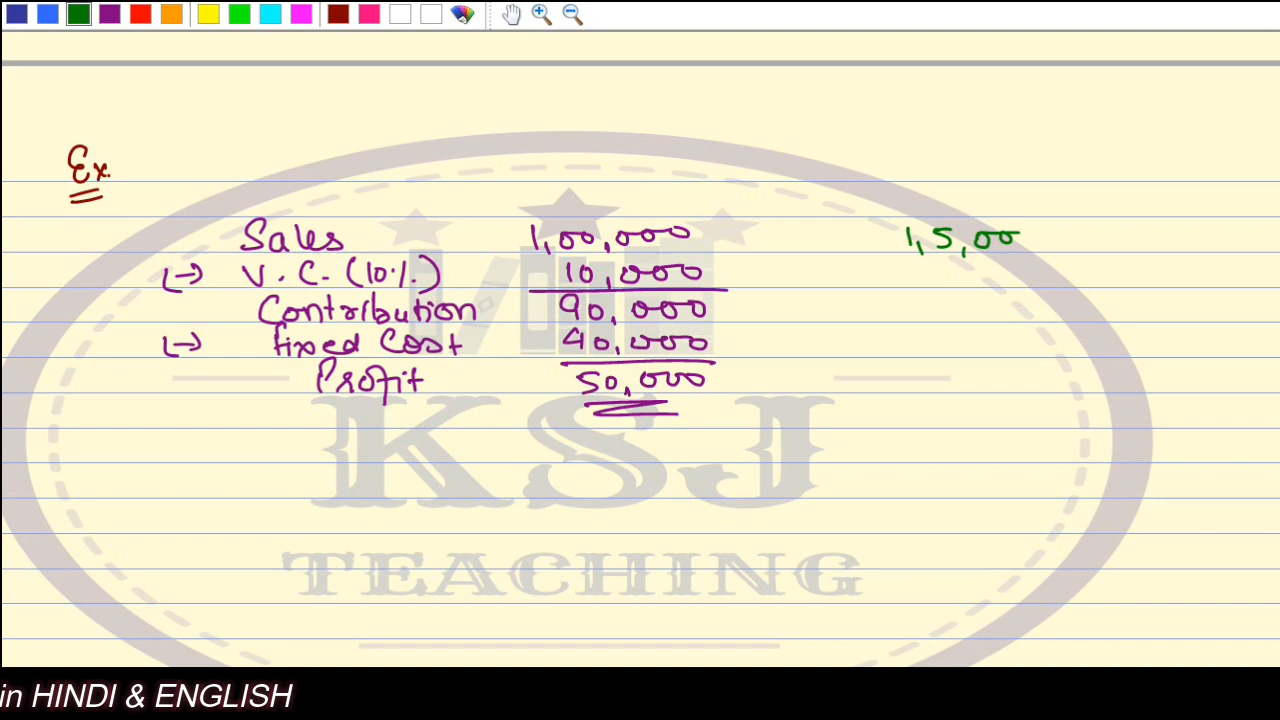 Ex.
Sales 1,00,000 1,5,00
(-) V.C. (10%) 10,000
Contribution 90,000
(-) Fixed Cost 40,000
Profit 50,000
KSJ
TEACHING
in HINDI & ENGLISH